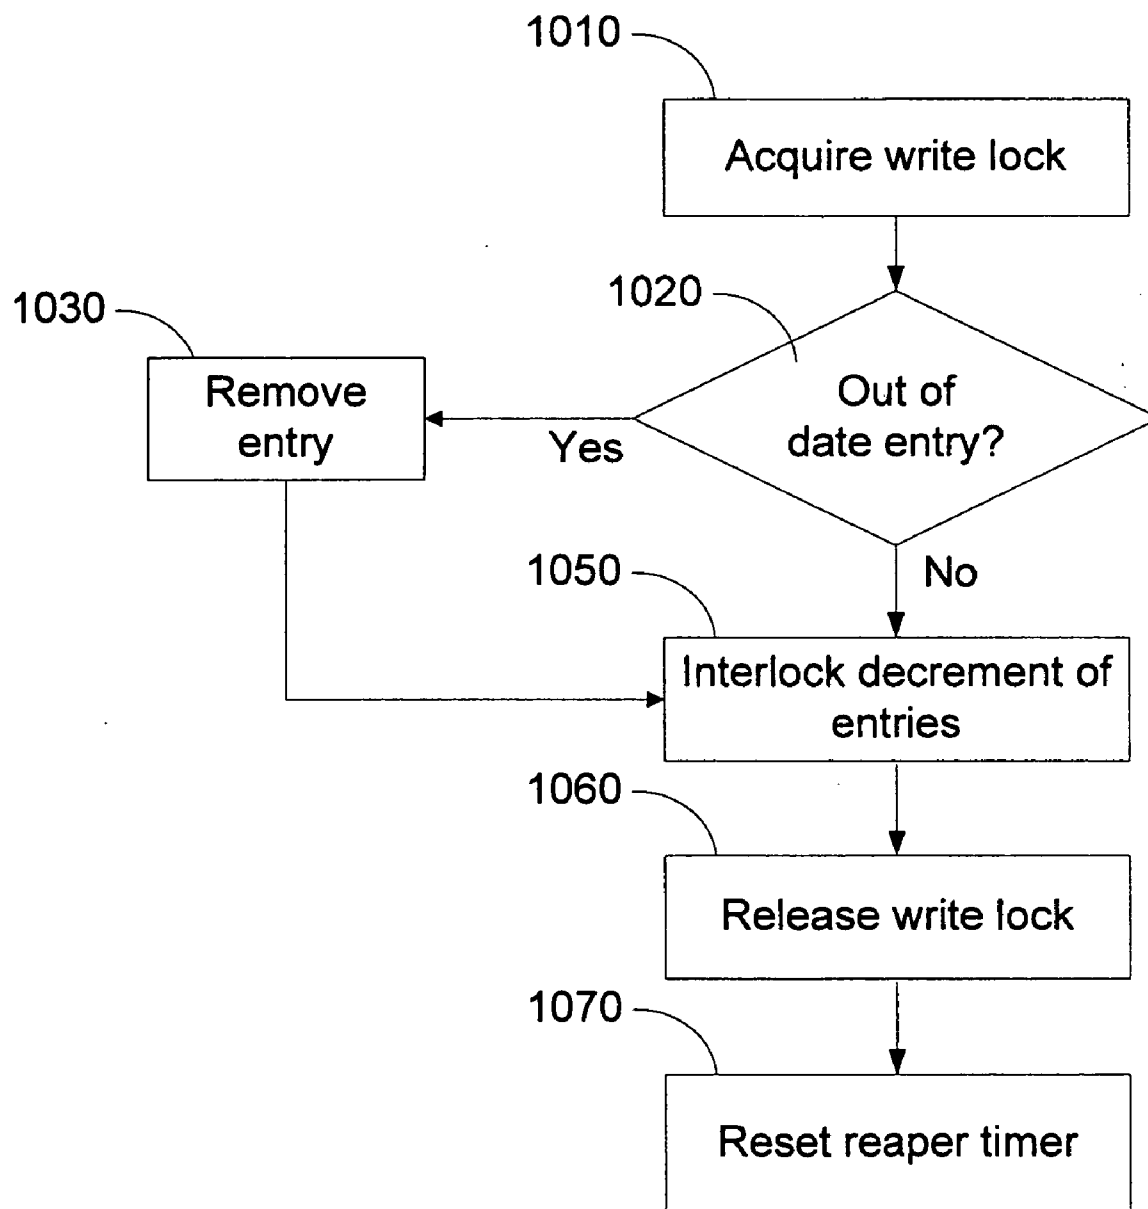 1010
Acquire write lock
1020
1030
Out of
date entry?
Remove
entry
Yes
No
1050
Interlock decrement of
entries
1060
Release write lock
1070
Reset reaper timer